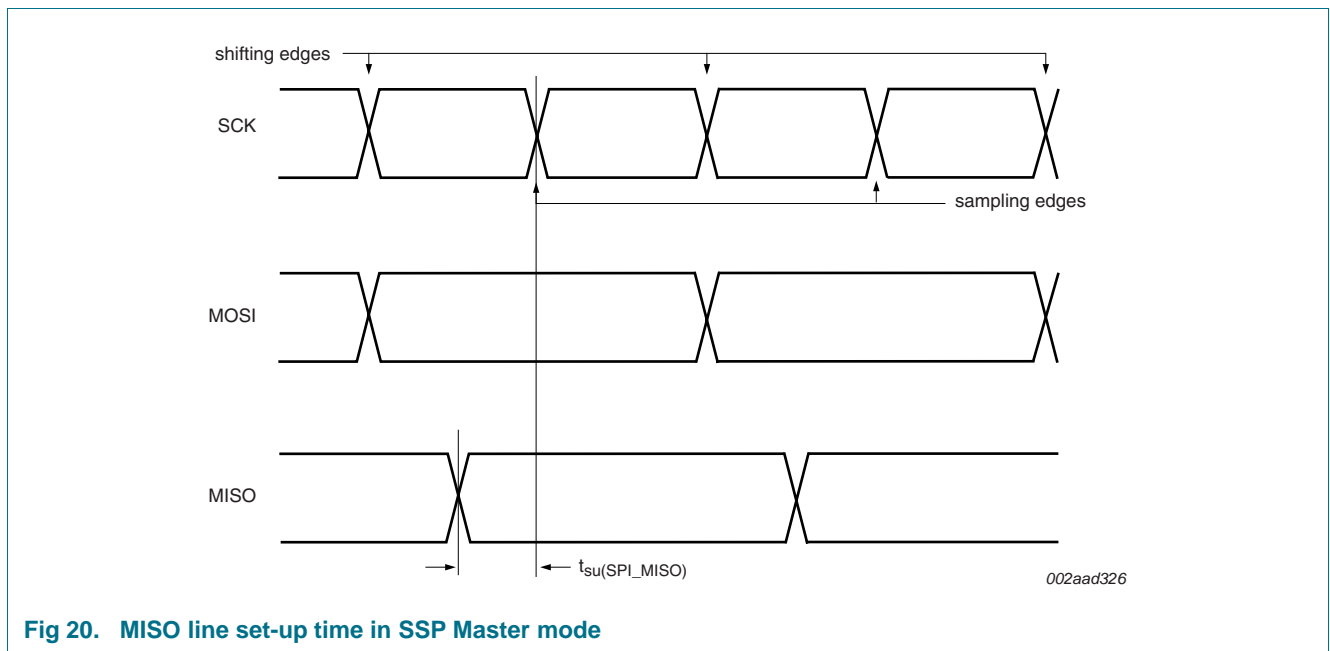 shifting edges
SCK
sampling edges
MOSI
MISO
tsu(SPI_MISO)
002aad326
Fig 20. MISO line set-up time in SSP Master mode